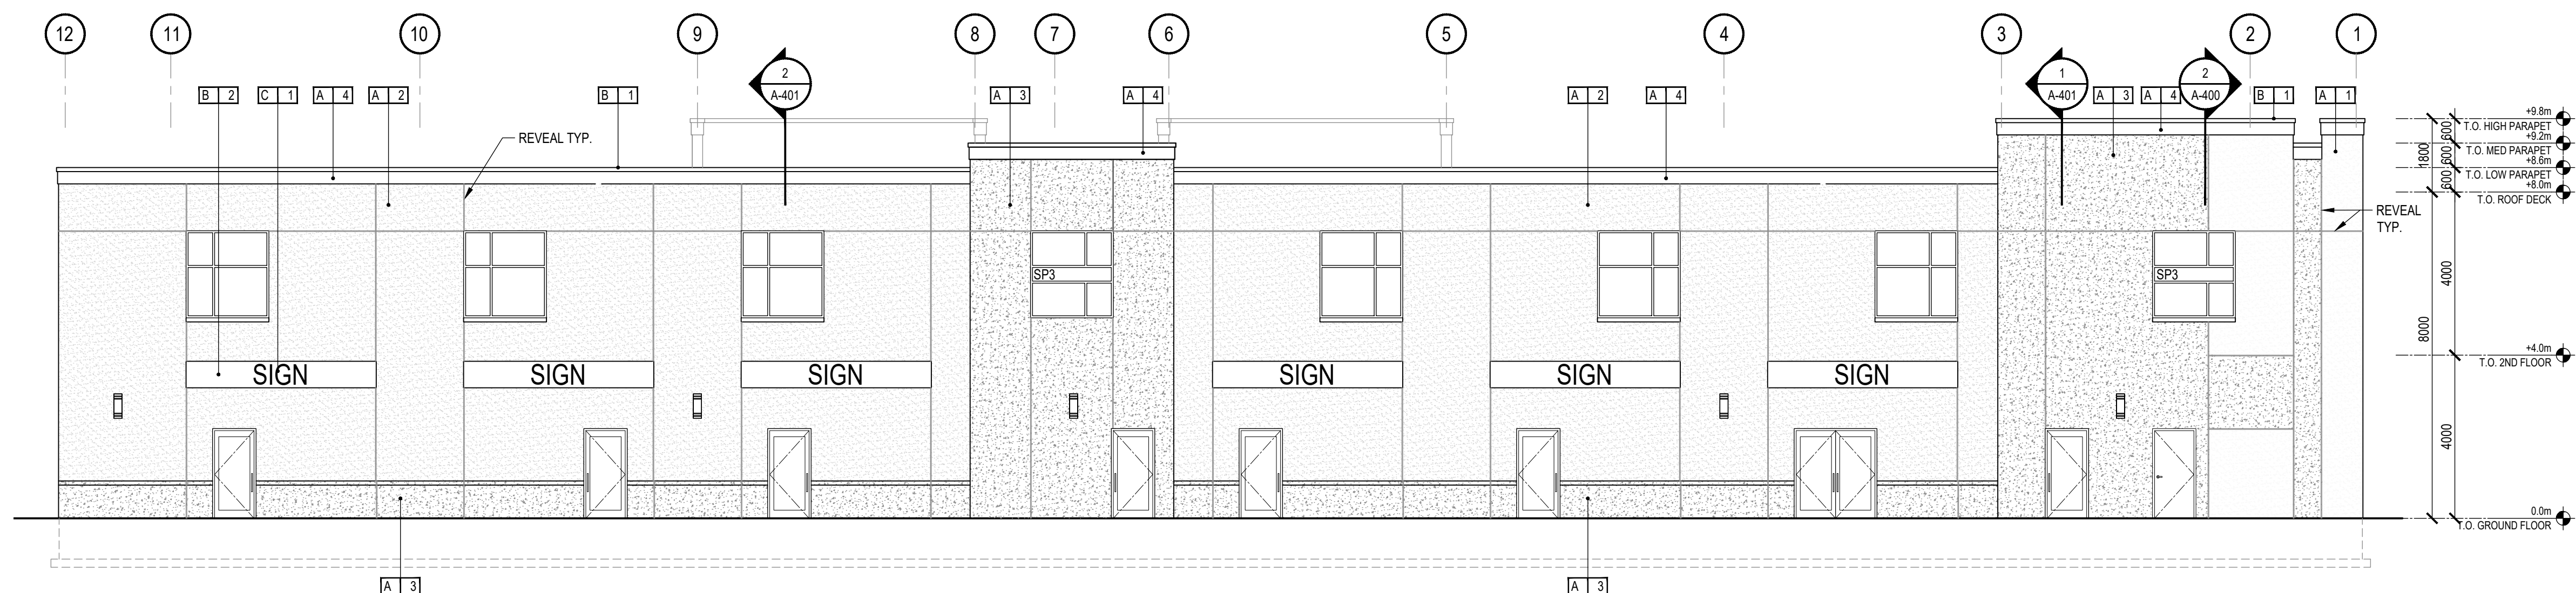 12 11 10 9 8 7 6 5 4 3 2 1
2
A-401
1
A-401
2
A-400
B 2 C 1 A 4 A 2 B 1 A 3 A 4 A 2 A 4 A 3 A 4 B 1 A 1
REVEAL TYP.
+9.8m
T.O. HIGH PARAPET
+9.2m
T.O. MED PARAPET
+8.6m
T.O. LOW PARAPET
+8.0m
T.O. ROOF DECK
600
600
600
1800
REVEAL
TYP.
SP3
SP3
4000
8000
+4.0m
T.O. 2ND FLOOR
SIGN SIGN SIGN SIGN SIGN SIGN
4000
0.0m
T.O. GROUND FLOOR
A 3 A 3